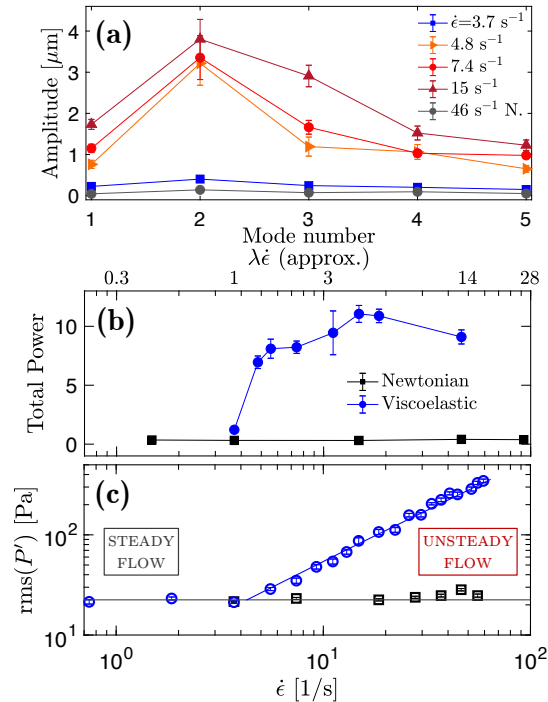 (a)
ε̇=3.7 s⁻¹
4.8 s⁻¹
7.4 s⁻¹
15 s⁻¹
46 s⁻¹ N.
Amplitude [μm]
4
3
2
1
0
1 2 3 4 5
Mode number
λε̇ (approx.)
0.3 1 3 14 28
(b)
Total Power
10
5
0
Newtonian
Viscoelastic
(c)
rms(P′) [Pa]
10²
10¹
STEADY
FLOW
UNSTEADY
FLOW
10⁰ 10¹ 10²
ε̇ [1/s]